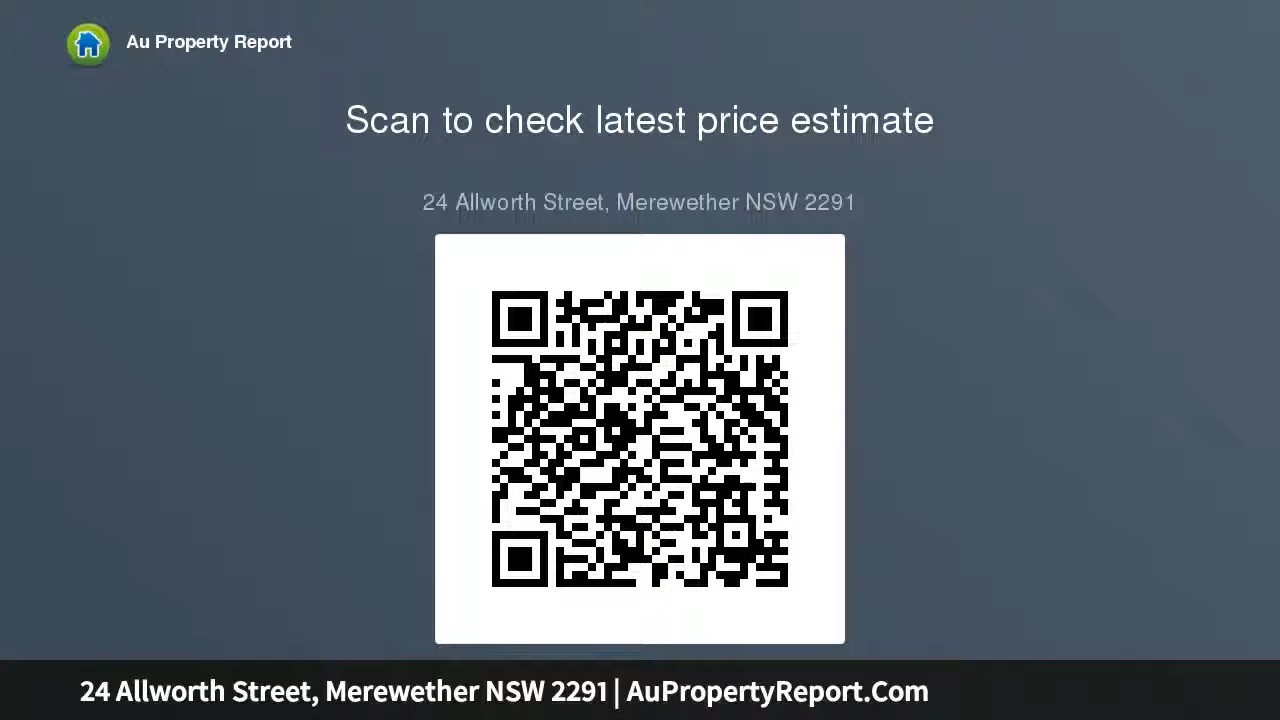 Au Property Report
Scan to check latest price estimate
24 Allworth Street, Merewether NSW 2291
24 Allworth Street, Merewether NSW 2291 | AuPropertyReport.Com